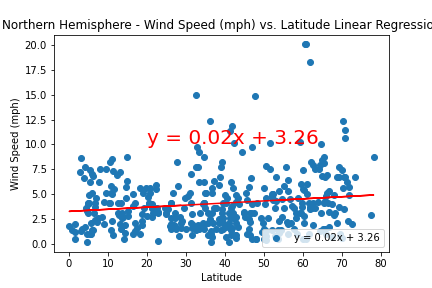 Northern Hemisphere - Wind Speed (mph) vs. Latitude Linear Regressio
20.0
17.5
15.0
12.5
10.0
7.5
5.0
2.5
0.0
Wind Speed (mph)
y = 0.02x + 3.26
y = 0.02x + 3.26
0 10 20 30 40 50 60 70 80
Latitude